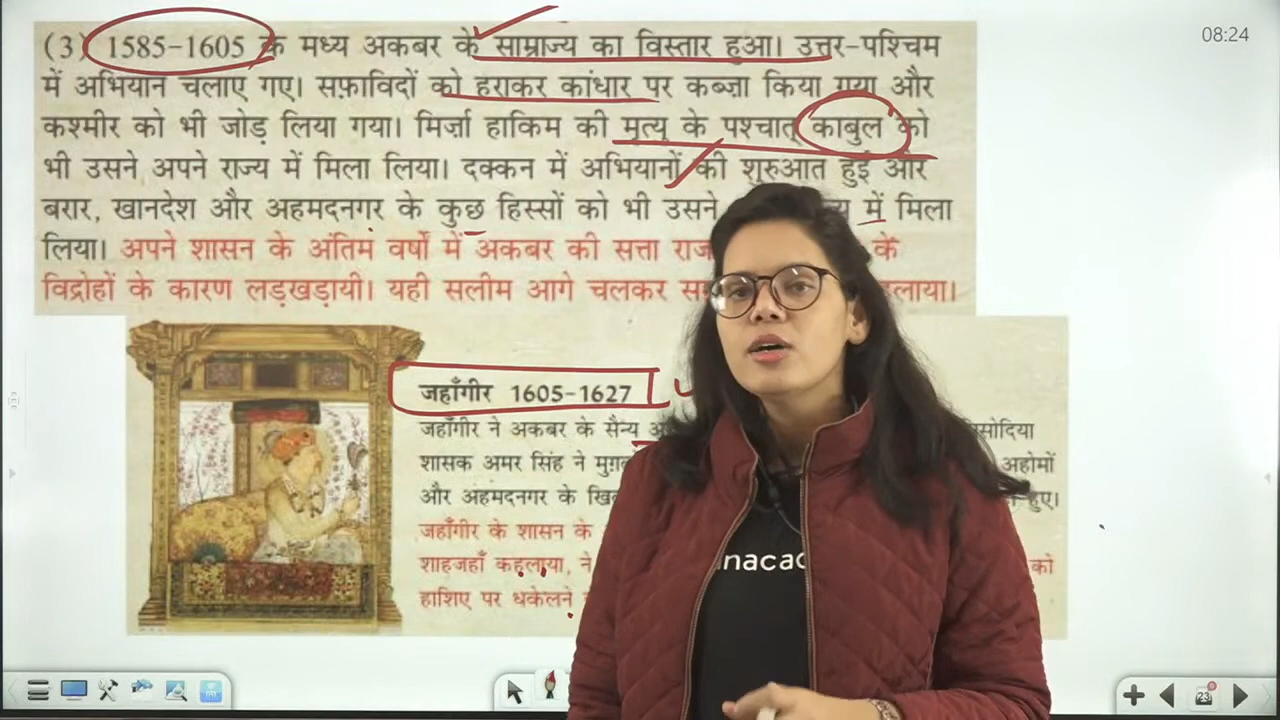 08:24
(3) 1585-1605 के मध्य अकबर के साम्राज्य का विस्तार हुआ। उत्तर-पश्चिम
में अभियान चलाए गए। सफ़ाविदों को हराकर कांधार पर कब्ज़ा किया गया और
कश्मीर को भी जोड़ लिया गया। मिर्ज़ा हाकिम की मृत्यु के पश्चात् काबुल को
भी उसने अपने राज्य में मिला लिया। दक्कन में अभियानों की शुरुआत हुई और
बरार, खानदेश और अहमदनगर के कुछ हिस्सों को भी उसने में मिला
लिया। अपने शासन के अंतिम वर्षों में अकबर की सत्ता के
विद्रोहों के कारण लड़खड़ायी। यही सलीम आगे चलकर
जहाँगीर 1605-1627
जहाँगीर ने अकबर के सैन्य
शासक अमर सिंह ने अहोमों
और अहमदनगर के हुए।
जहाँगीर के शासन के
शाहजहाँ कहलाया, ने को
हाशिए पर धकेलने
23